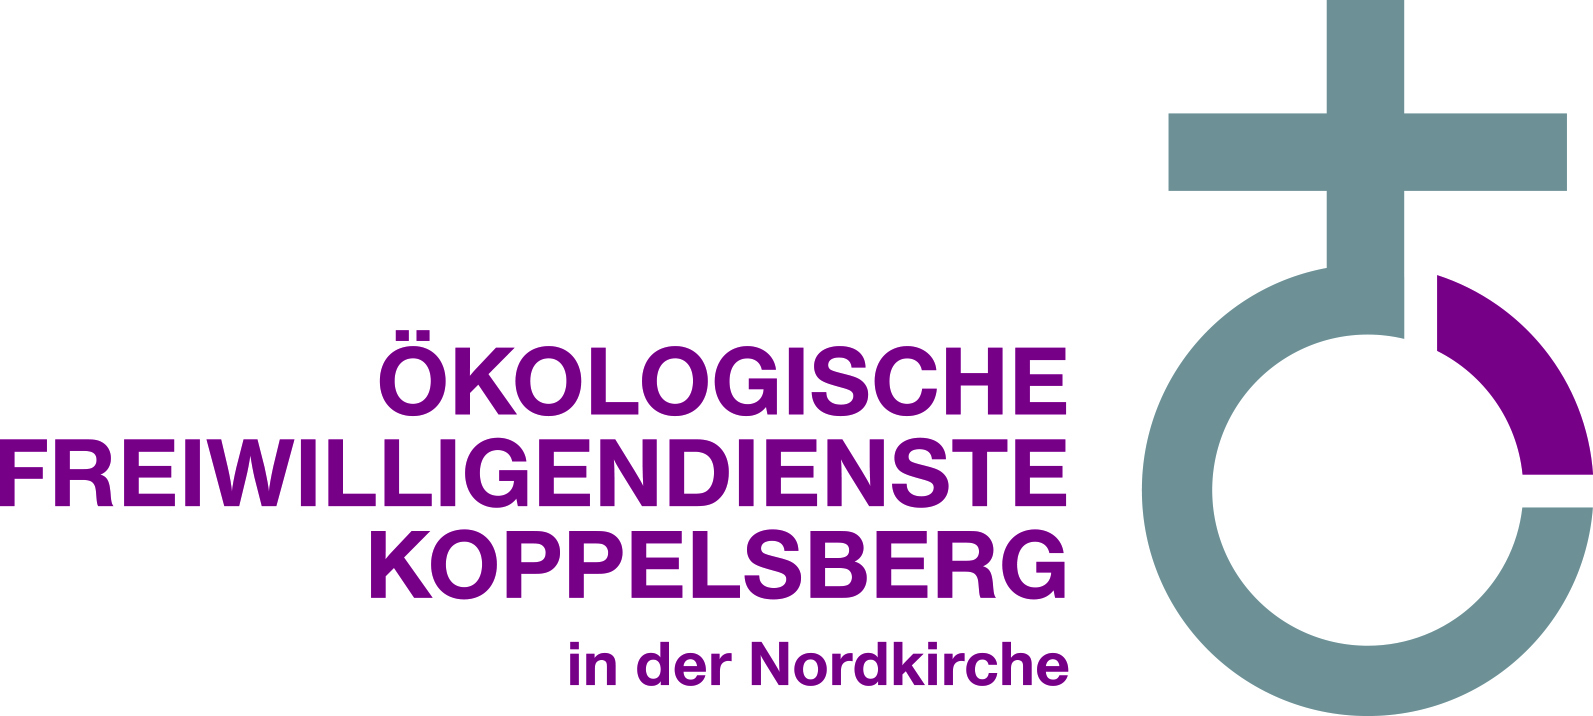 ÖKOLOGISCHE
FREIWILLIGENDIENSTE
KOPPELSBERG
in der Nordkirche